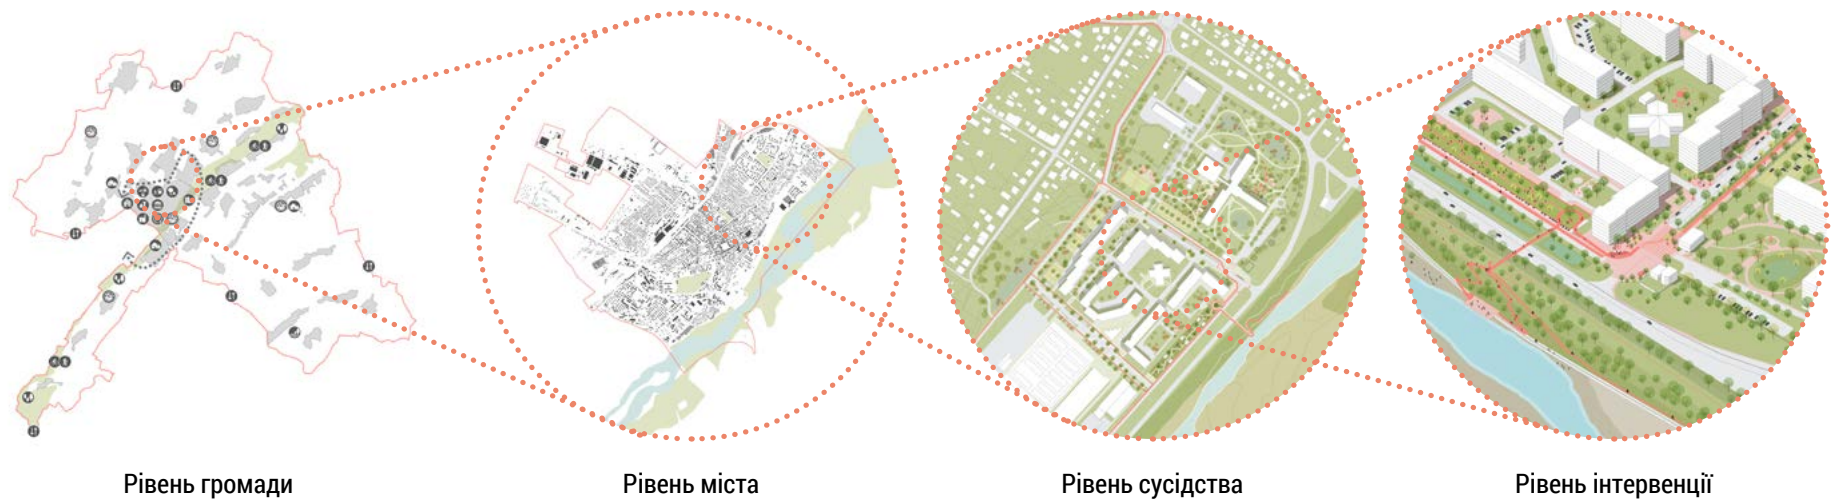 Рівень громади
Рівень міста
Рівень сусідства
Рівень інтервенції